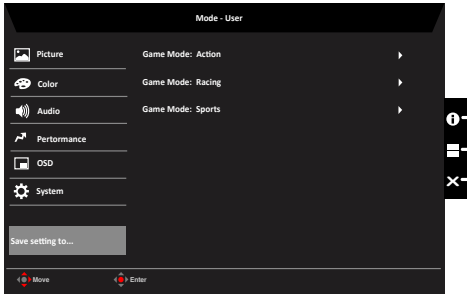 Mode - User
Picture
Game Mode: Action
Color
Game Mode: Racing
Audio
Game Mode: Sports
Pertormance
OSD
System
Save setting to...
Move
Enter